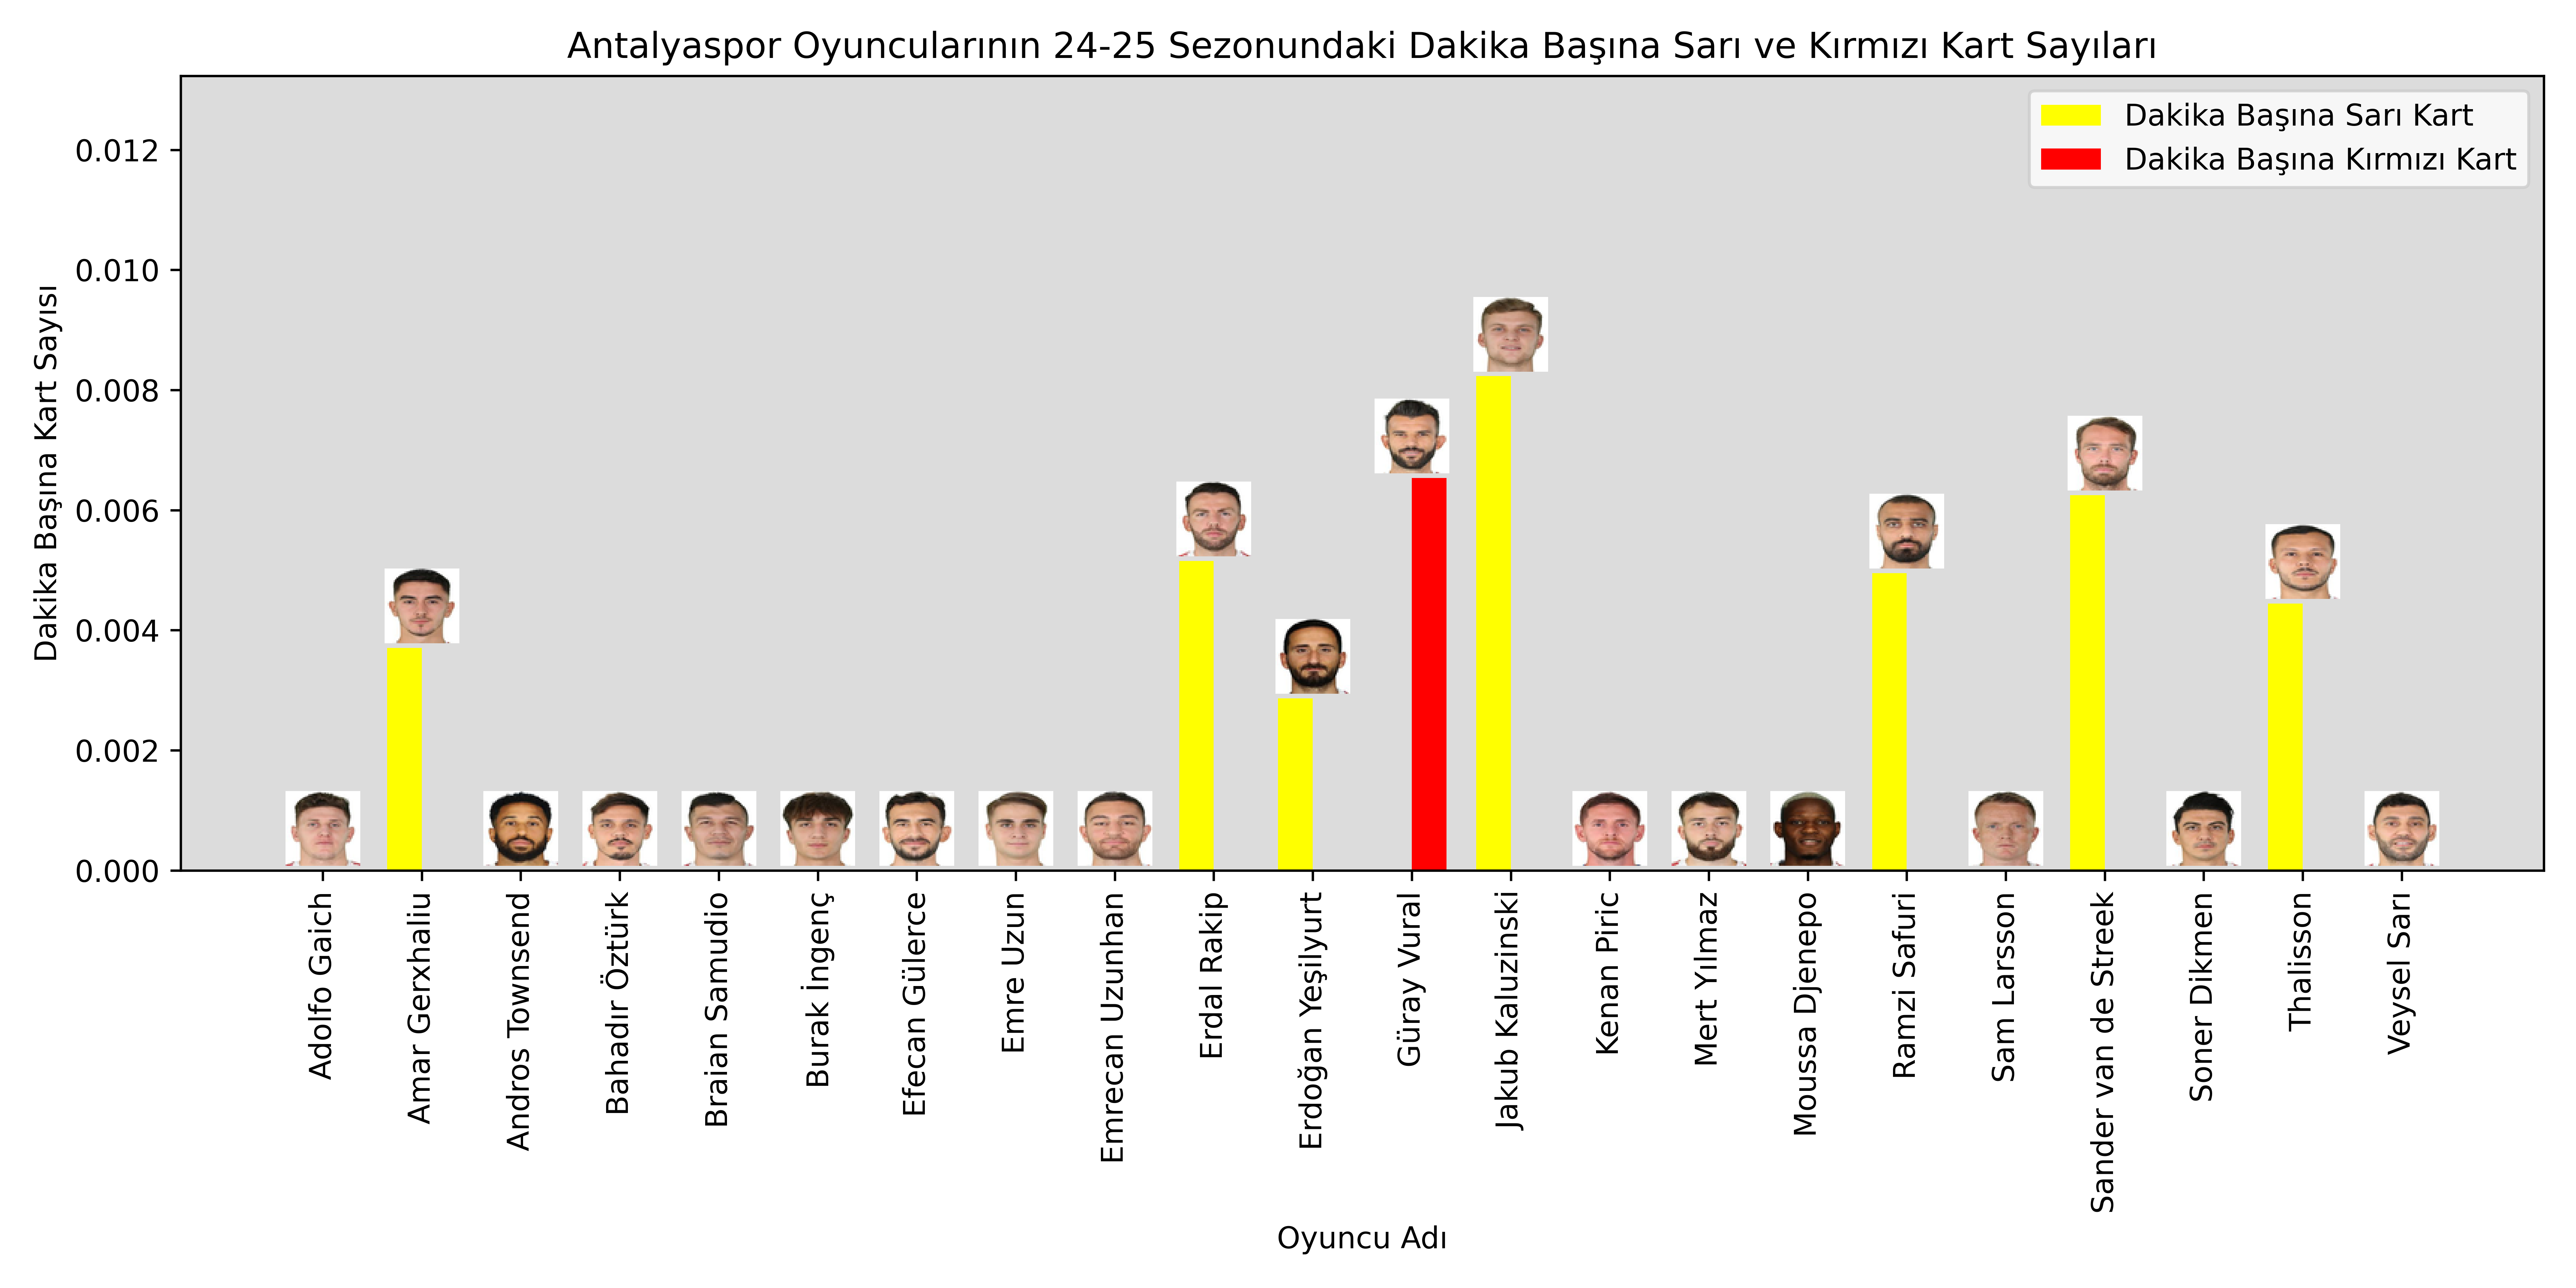 Antalyaspor Oyuncularının 24-25 Sezonundaki Dakika Başına Sarı ve Kırmızı Kart Sayıları
Dakika Başına Sarı Kart
Dakika Başına Kırmızı Kart
Dakika Başına Kart Sayısı
0.012
0.010
0.008
0.006
0.004
0.002
0.000
Adolfo Gaich
Amar Gerxhaliu
Andros Townsend
Bahadır Öztürk
Braian Samudio
Burak İngenç
Efecan Gülerce
Emre Uzun
Emrecan Uzunhan
Erdal Rakip
Erdoğan Yeşilyurt
Güray Vural
Jakub Kaluzinski
Kenan Piric
Mert Yılmaz
Moussa Djenepo
Ramzi Safuri
Sam Larsson
Sander van de Streek
Soner Dikmen
Thalisson
Veysel Sarı
Oyuncu Adı